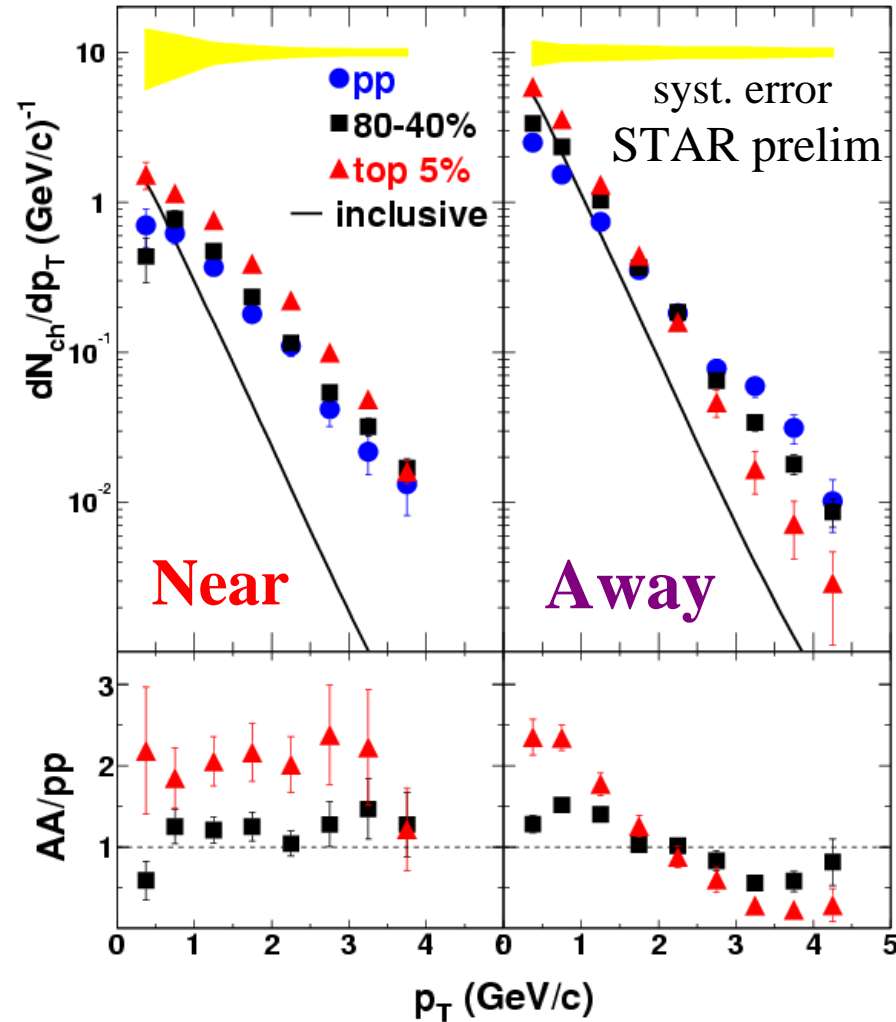 10
1
10⁻¹
10⁻²
dN_ch/dp_T (GeV/c)⁻¹
pp
80-40%
top 5%
inclusive
syst. error
STAR prelim
Near
Away
3
2
1
AA/pp
0 1 2 3 4
0 1 2 3 4 5
p_T (GeV/c)